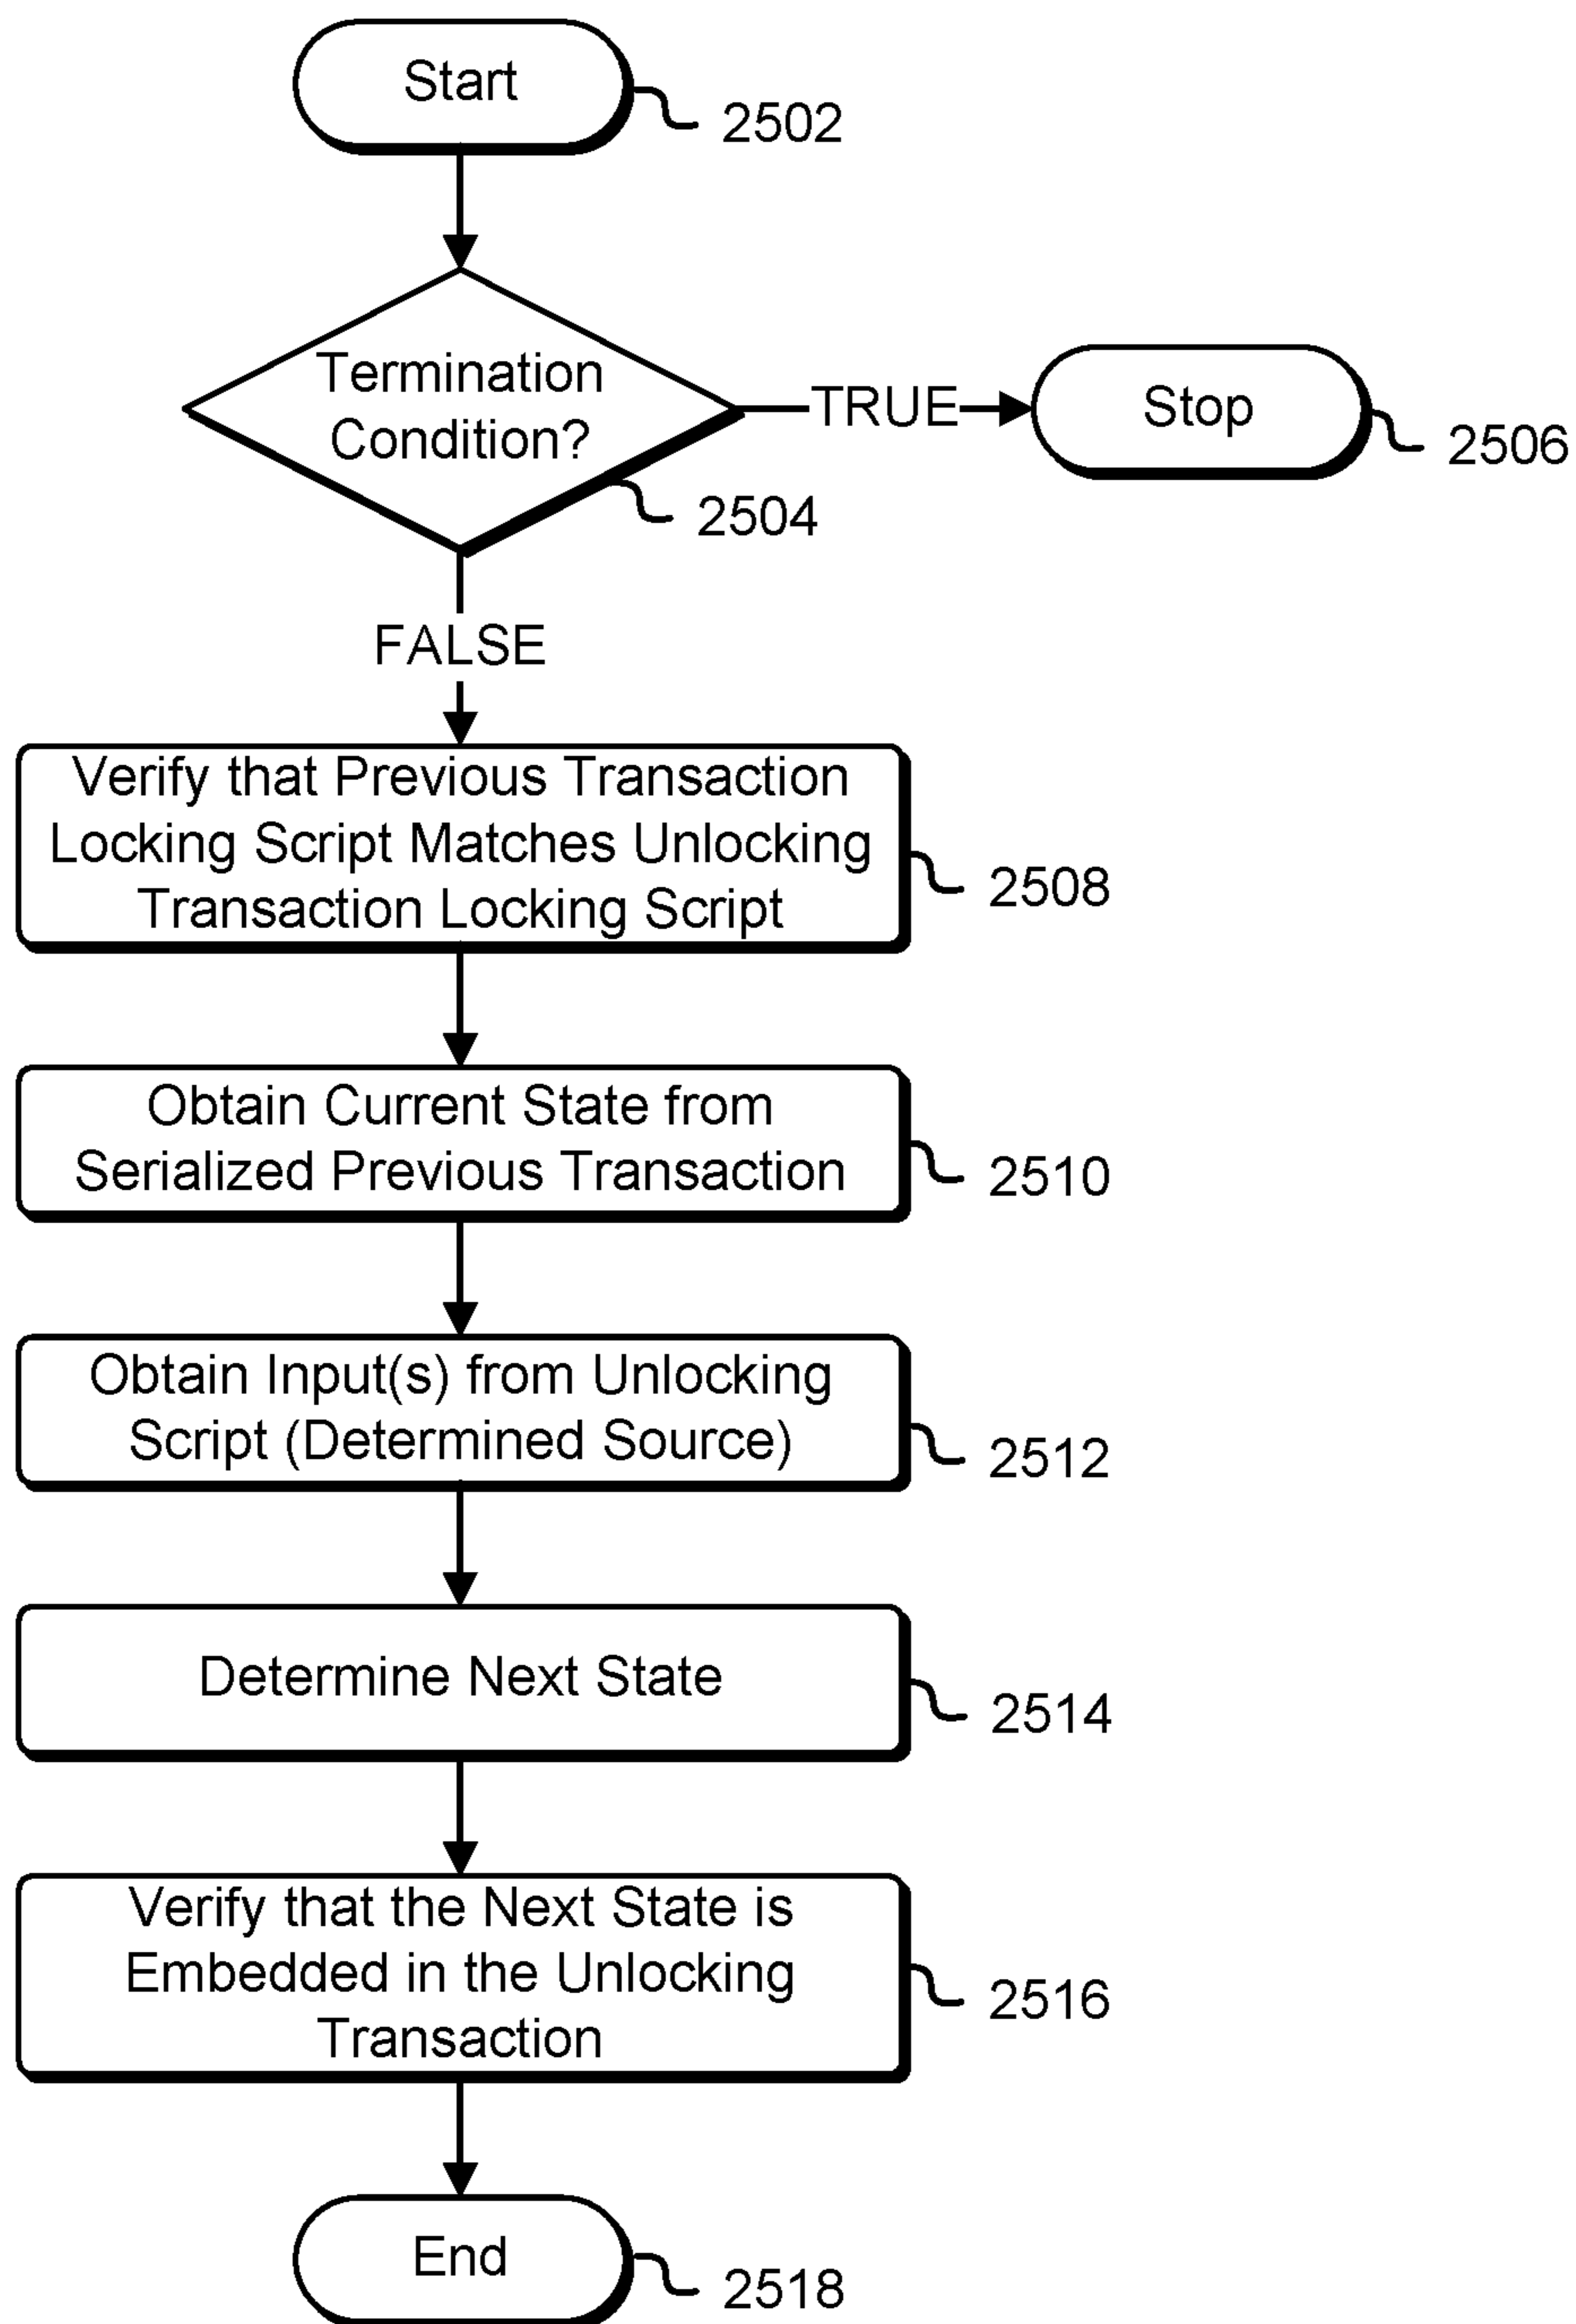 Start
2502
Termination
Condition?
TRUE
Stop
2506
2504
FALSE
Verify that Previous Transaction
Locking Script Matches Unlocking
Transaction Locking Script
2508
Obtain Current State from
Serialized Previous Transaction
2510
Obtain Input(s) from Unlocking
Script (Determined Source)
2512
Determine Next State
2514
Verify that the Next State is
Embedded in the Unlocking
Transaction
2516
End
2518